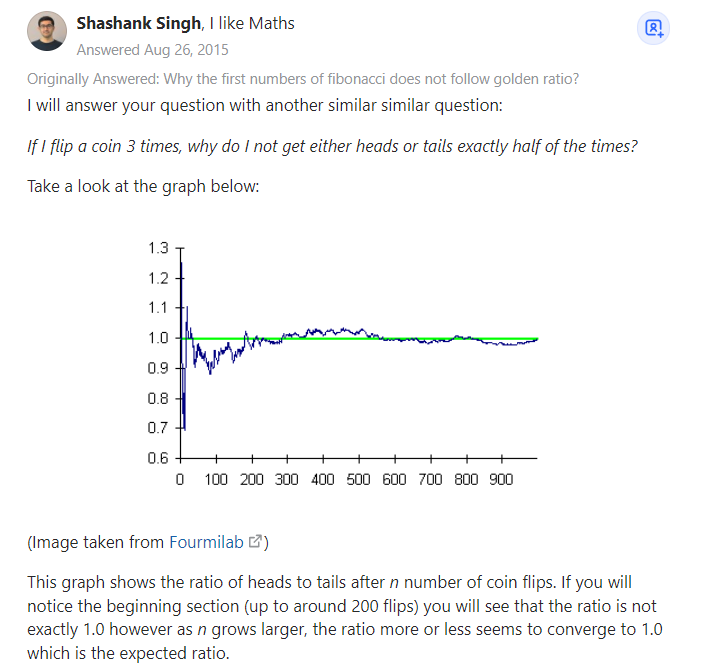 Shashank Singh, I like Maths
Answered Aug 26, 2015
Originally Answered: Why the first numbers of fibonacci does not follow golden ratio?
I will answer your question with another similar similar question:
If I flip a coin 3 times, why do I not get either heads or tails exactly half of the times?
Take a look at the graph below:
1.3
1.2
1.1
1.0
0.9
0.8
0.7
0.6
0 100 200 300 400 500 600 700 800 900
(Image taken from Fourmilab)
This graph shows the ratio of heads to tails after n number of coin flips. If you will
notice the beginning section (up to around 200 flips) you will see that the ratio is not
exactly 1.0 however as n grows larger, the ratio more or less seems to converge to 1.0
which is the expected ratio.